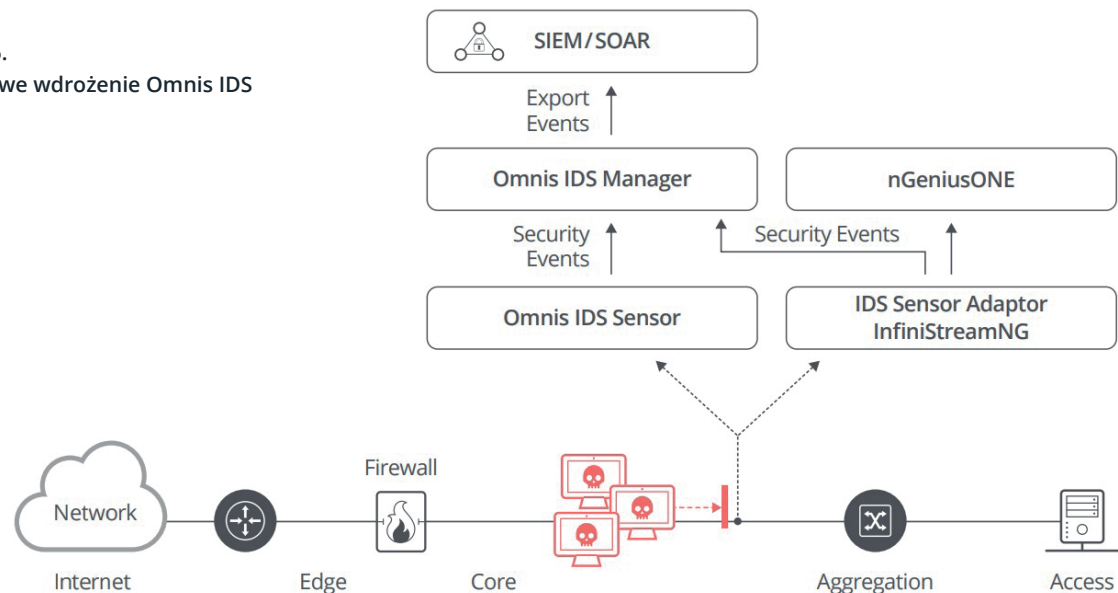 we wdrożenie Omnis IDS
SIEM/SOAR
Export
Events
Omnis IDS Manager
nGeniusONE
Security
Events
Security Events
Omnis IDS Sensor
IDS Sensor Adaptor
InfiniStreamNG
Firewall
Network
Internet
Edge
Core
Aggregation
Access